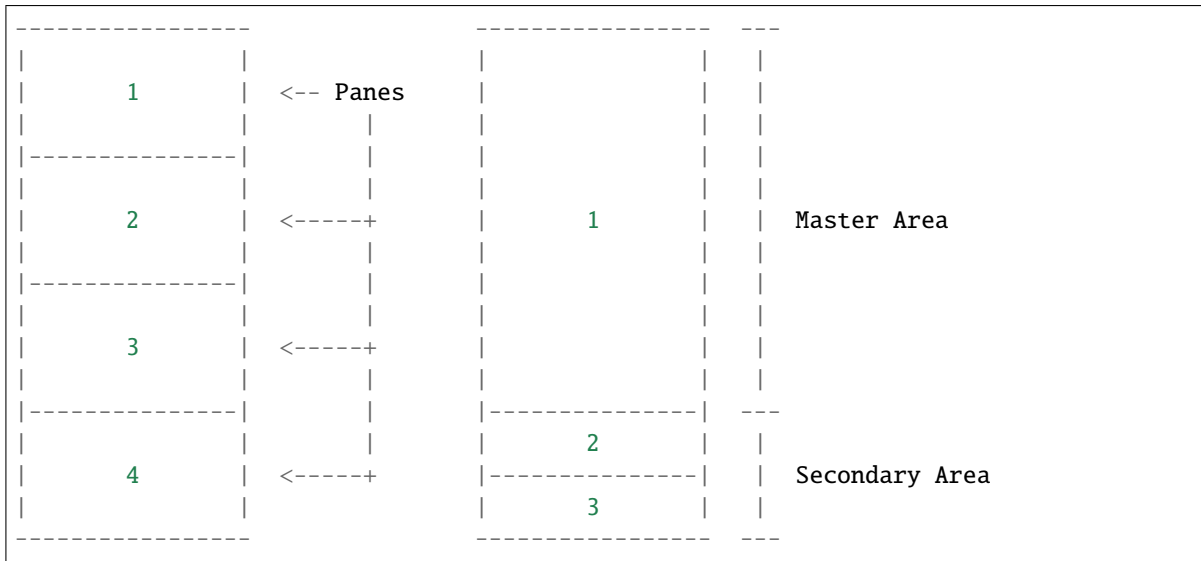 -----------------          -----------------  ---
|               |          |               |   |
|       1       |  <-- Panes     |               |   |
|               |        |       |               |   |
|---------------|        |       |               |   |
|               |        |       |               |   |
|       2       |  <-----+       |       1       |   |  Master Area
|               |        |       |               |   |
|---------------|        |       |               |   |
|               |        |       |               |   |
|       3       |  <-----+       |               |   |
|               |        |       |               |   |
|---------------|        |       |---------------|  ---
|               |        |       |       2       |   |
|       4       |  <-----+       |---------------|   |  Secondary Area
|               |                |       3       |   |
-----------------                -----------------  ---